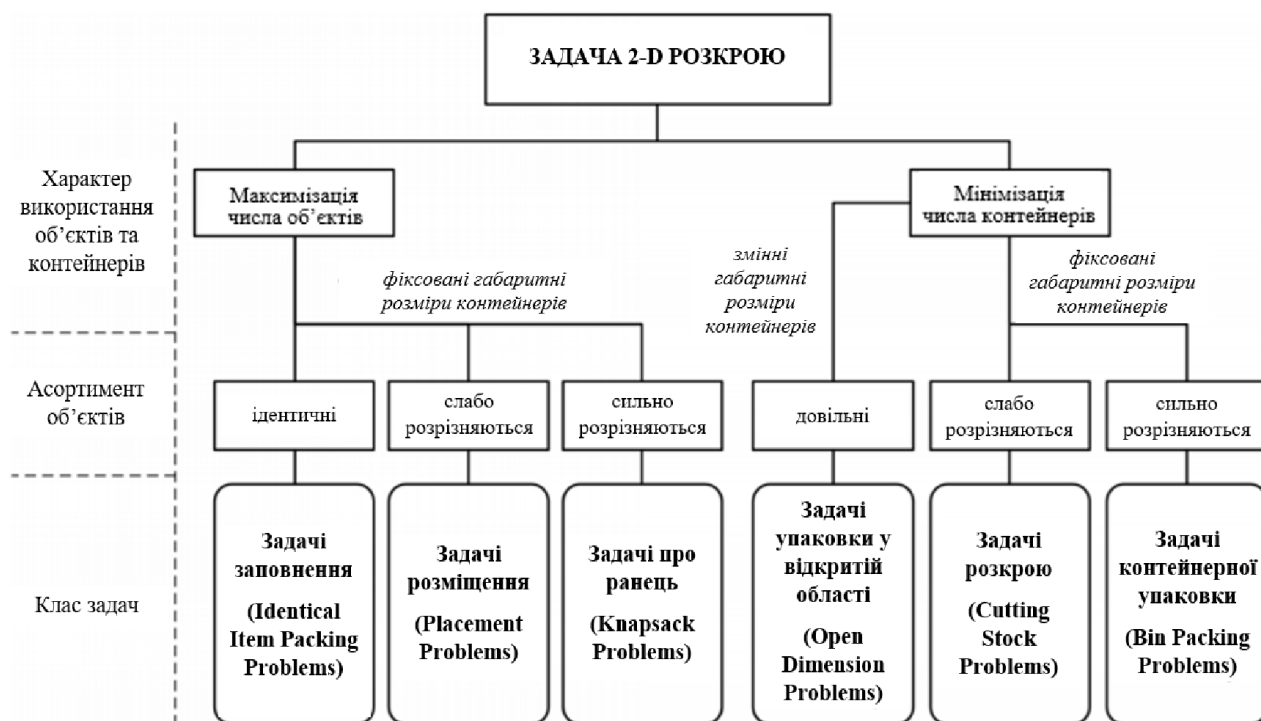 ЗАДАЧА 2-D РОЗКРОЮ
Характер
використання
об’єктів та
контейнерів
Максимізація
числа об’єктів
Мінімізація
числа контейнерів
фіксовані габаритні
розміри контейнерів
змінні
габаритні
розміри
контейнерів
фіксовані
габаритні розміри
контейнерів
Асортимент
об’єктів
ідентичні
слабо
розрізняються
сильно
розрізняються
довільні
слабо
розрізняються
сильно
розрізняються
Клас задач
Задачі
заповнення
(Identical
Item Packing
Problems)
Задачі
розміщення
(Placement
Problems)
Задачі про
ранець
(Knapsack
Problems)
Задачі
упаковки у
відкритій
області
(Open
Dimension
Problems)
Задачі
розкрою
(Cutting
Stock
Problems)
Задачі
контейнерної
упаковки
(Bin Packing
Problems)